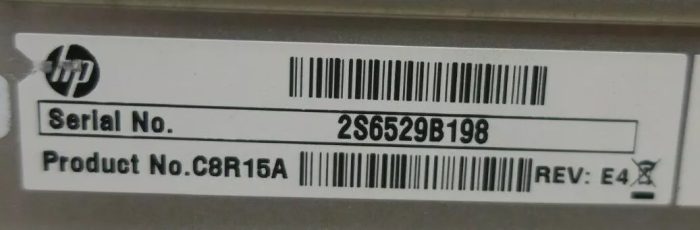 hp
Serial No. 2S6529B198
Product No.C8R15A REV: E4